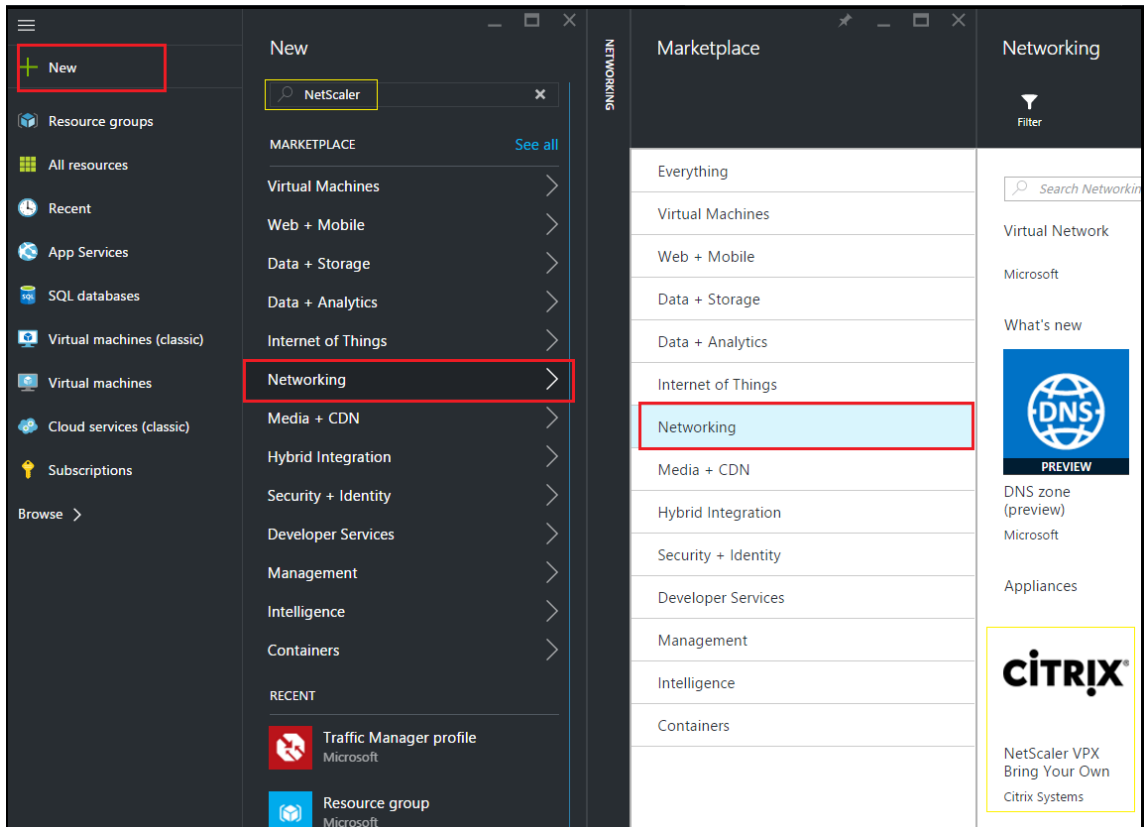 New
Resource groups
All resources
Recent
App Services
SQL
SQL databases
Virtual machines (classic)
Virtual machines
Cloud services (classic)
Subscriptions
Browse
New
NetScaler
MARKETPLACE See all
Virtual Machines
Web + Mobile
Data + Storage
Data + Analytics
Internet of Things
Networking
Media + CDN
Hybrid Integration
Security + Identity
Developer Services
Management
Intelligence
Containers
RECENT
Traffic Manager profile
Microsoft
Resource group
Microsoft
NETWORKING
Marketplace
Everything
Virtual Machines
Web + Mobile
Data + Storage
Data + Analytics
Internet of Things
Networking
Media + CDN
Hybrid Integration
Security + Identity
Developer Services
Management
Intelligence
Containers
Networking
Filter
Search Networkin
Virtual Network
Microsoft
What's new
DNS
PREVIEW
DNS zone
(preview)
Microsoft
Appliances
CITRIX®
NetScaler VPX
Bring Your Own
Citrix Systems